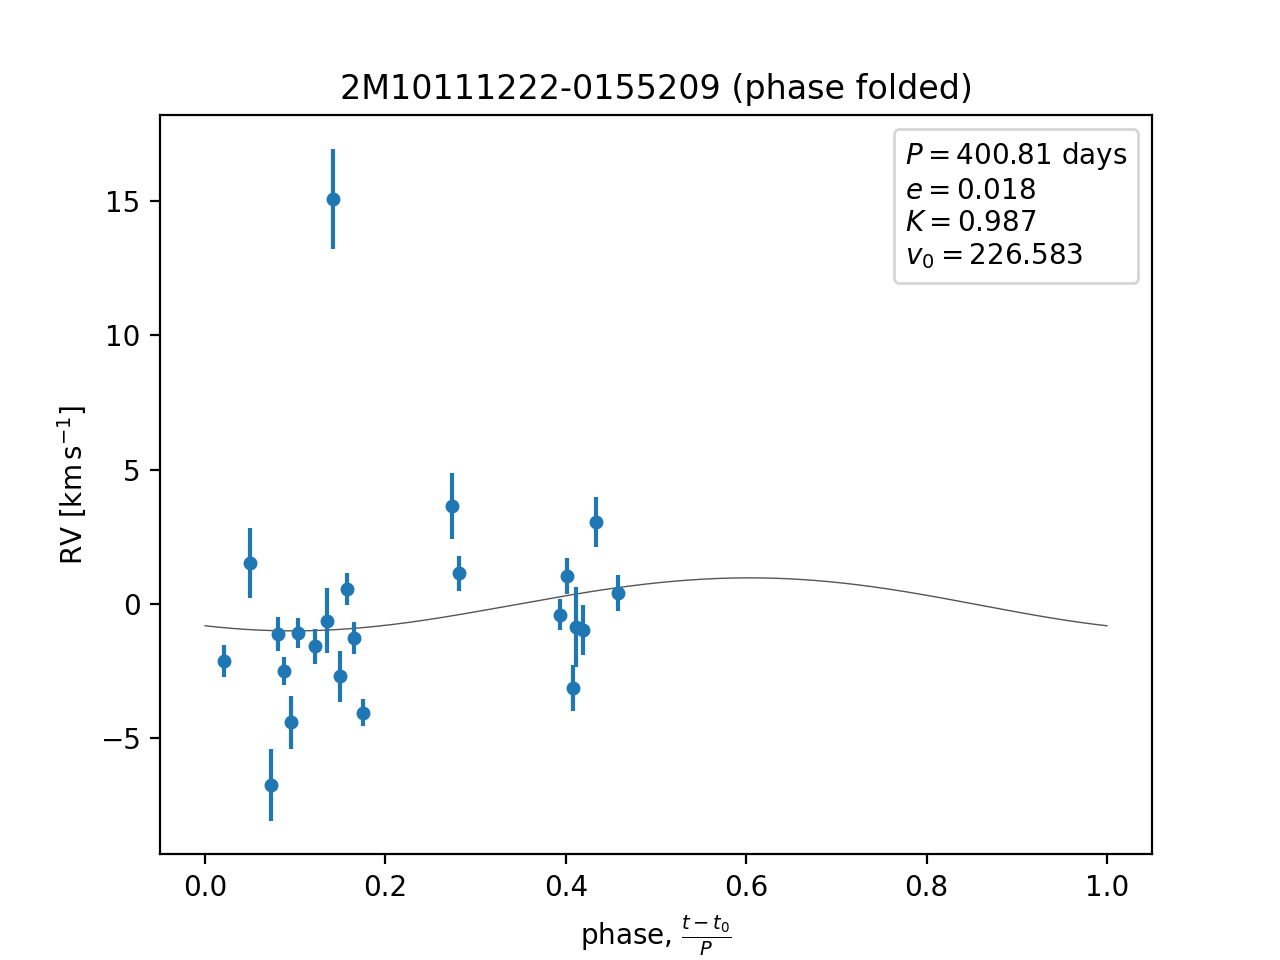 2M10111222-0155209 (phase folded)
P = 400.81 days
e = 0.018
K = 0.987
v₀ = 226.583
15
10
5
0
−5
RV [km s⁻¹]
0.0 0.2 0.4 0.6 0.8 1.0
phase, (t − t₀)/P